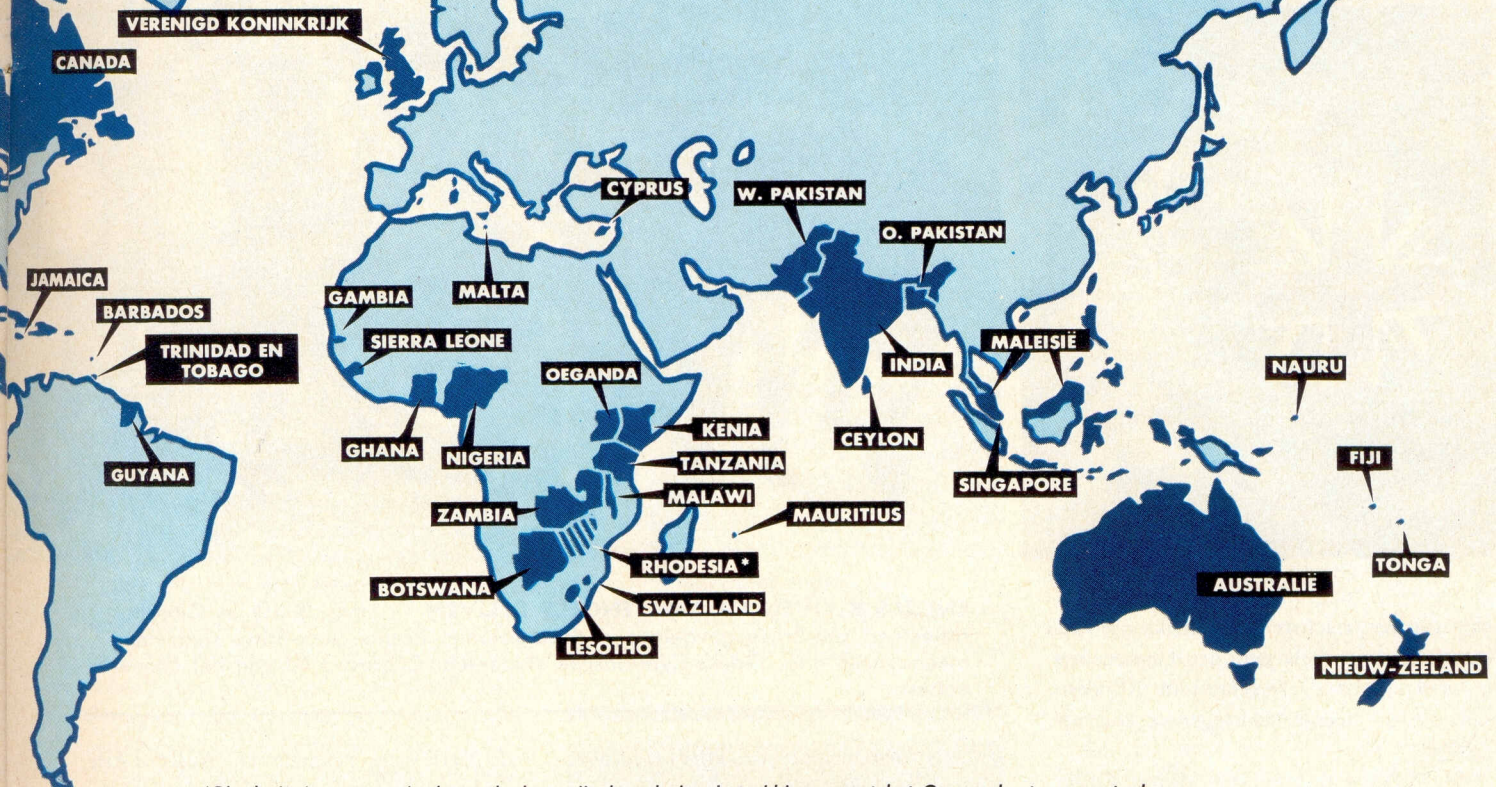 VERENIGD KONINKRIJK
CANADA
CYPRUS
W. PAKISTAN
O. PAKISTAN
JAMAICA
BARBADOS
TRINIDAD EN
TOBAGO
GAMBIA
MALTA
SIERRA LEONE
OEGANDA
INDIA
MALEISIË
NAURU
GHANA
NIGERIA
KENIA
CEYLON
GUYANA
TANZANIA
FIJI
SINGAPORE
ZAMBIA
MALAWI
MAURITIUS
RHODESIA*
TONGA
BOTSWANA
AUSTRALIË
SWAZILAND
LESOTHO
NIEUW-ZEELAND